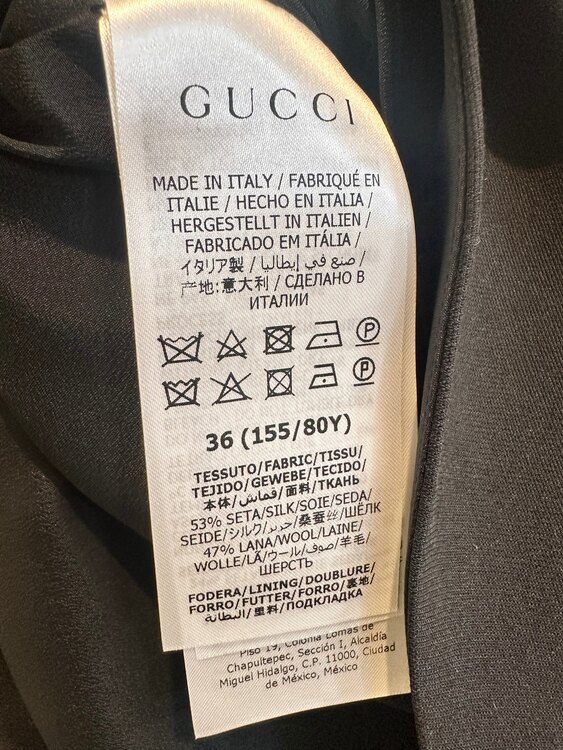 GUCCI
MADE IN ITALY / FABRIQUÉ EN
ITALIE / HECHO EN ITALIA /
HERGESTELLT IN ITALIEN /
FABRICADO EM ITÁLIA /
イタリア製 / صنع في إيطاليا /
产地:意大利 / СДЕЛАНО В
ИТАЛИИ
P
P
36 (155/80Y)
TESSUTO/FABRIC/TISSU/
TEJIDO/GEWEBE/TECIDO/
本体/قماش/面料/ТКАНЬ
53% SETA/SILK/SOIE/SEDA/
SEIDE/シルク/حرير/桑蚕丝/ШЁЛК
47% LANA/WOOL/LAINE/
WOLLE/LÃ/ウール/صوف/羊毛/
ШЕРСТЬ
FODERA/LINING/DOUBLURE/
FORRO/FUTTER/FORRO/裏地/
البطانة/里料/ПОДКЛАДКА
Piso 19, Colonia Lomas de
Chapultepec, Sección I, Alcaldía
Miguel Hidalgo, C.P. 11000, Ciudad
de México, México